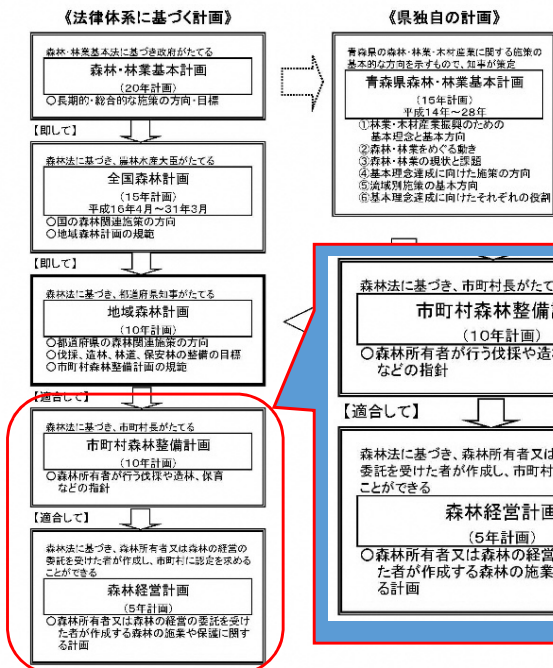 《法律体系に基づく計画》
森林・林業基本法に基づき政府がたてる
森林・林業基本計画
(20年計画)
○長期的・総合的な施策の方向・目標
【即して】
森林法に基づき、農林水産大臣がたてる
全国森林計画
(15年計画)
平成16年4月～31年3月
○国の森林関連施策の方向
○地域森林計画の規範
【即して】
森林法に基づき、都道府県知事がたてる
地域森林計画
(10年計画)
○都道府県の森林関連施策の方向
○伐採、造林、林道、保安林の整備の目標
○市町村森林整備計画の規範
【適合して】
森林法に基づき、市町村長がたてる
市町村森林整備計画
(10年計画)
○森林所有者が行う伐採や造林、保育
などの指針
【適合して】
森林法に基づき、森林所有者又は森林の経営の
委託を受けた者が作成し、市町村に認定を求める
ことができる
森林経営計画
(5年計画)
○森林所有者又は森林の経営の委託を受け
た者が作成する森林の施業や保護に関す
る計画
《県独自の計画》
青森県の森林・林業・木材産業に関する施策の
基本的な方向を示すもので、知事が策定
青森県森林・林業基本計画
(15年計画)
平成14年～28年
①林業・木材産業振興のための
基本理念と基本方向
②森林・林業をめぐる動き
③森林・林業の現状と課題
④基本理念達成に向けた施策の方向
⑤流域別施策の基本方向
⑥基本理念達成に向けたそれぞれの役割
森林法に基づき、市町村長がたて
市町村森林整備
(10年計画)
○森林所有者が行う伐採や造
などの指針
【適合して】
森林法に基づき、森林所有者又は
委託を受けた者が作成し、市町村
ことができる
森林経営計画
(5年計画)
○森林所有者又は森林の経営
た者が作成する森林の施業
る計画